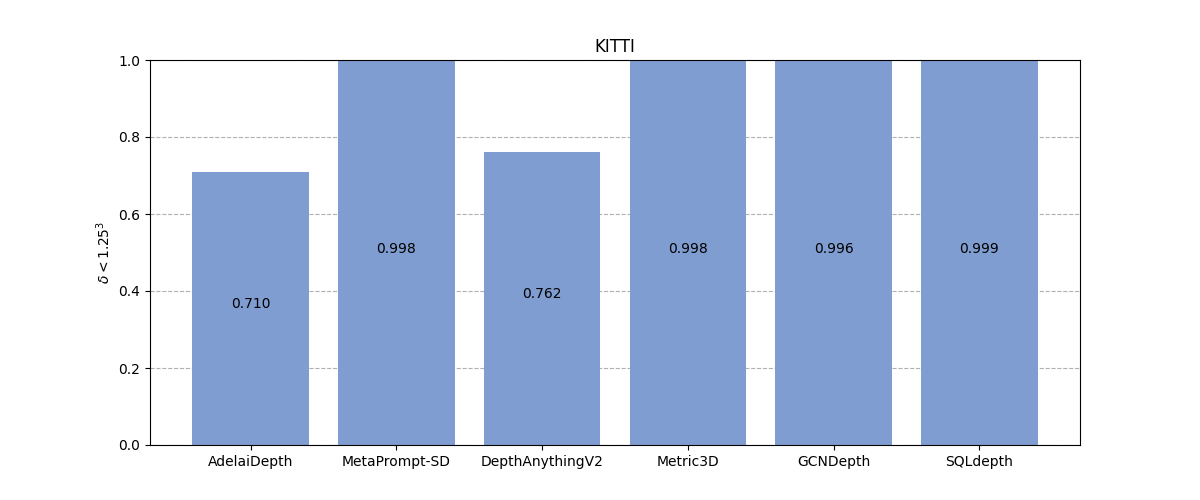 KITTI
1.0
0.8
0.6
0.4
0.2
0.0
δ < 1.25³
0.710
0.998
0.762
0.998
0.996
0.999
AdelaiDepth
MetaPrompt-SD
DepthAnythingV2
Metric3D
GCNDepth
SQLdepth